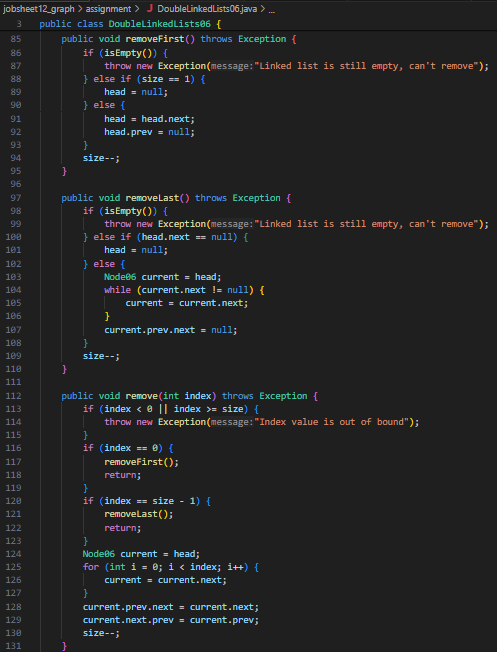 jobsheet12_graph > assignment > J DoubleLinkedLists06.java > ...
3 public class DoubleLinkedLists06 {
85 public void removeFirst() throws Exception {
86 if (isEmpty()) {
87 throw new Exception(message:"Linked list is still empty, can't remove");
88 } else if (size == 1) {
89 head = null;
90 } else {
91 head = head.next;
92 head.prev = null;
93 }
94 size--;
95 }
96
97 public void removeLast() throws Exception {
98 if (isEmpty()) {
99 throw new Exception(message:"Linked list is still empty, can't remove");
100 } else if (head.next == null) {
101 head = null;
102 } else {
103 Node06 current = head;
104 while (current.next != null) {
105 current = current.next;
106 }
107 current.prev.next = null;
108 }
109 size--;
110 }
111
112 public void remove(int index) throws Exception {
113 if (index < 0 || index >= size) {
114 throw new Exception(message:"Index value is out of bound");
115 }
116 if (index == 0) {
117 removeFirst();
118 return;
119 }
120 if (index == size - 1) {
121 removeLast();
122 return;
123 }
124 Node06 current = head;
125 for (int i = 0; i < index; i++) {
126 current = current.next;
127 }
128 current.prev.next = current.next;
129 current.next.prev = current.prev;
130 size--;
131 }